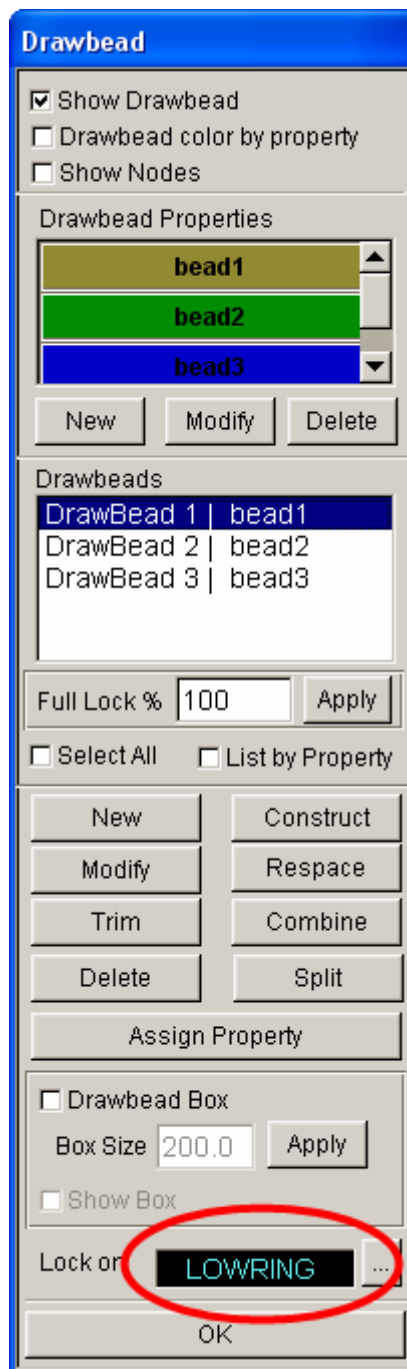 Drawbead
Show Drawbead
Drawbead color by property
Show Nodes
Drawbead Properties
bead1
bead2
bead3
New Modify Delete
Drawbeads
DrawBead 1 | bead1
DrawBead 2 | bead2
DrawBead 3 | bead3
Full Lock % 100 Apply
Select All List by Property
New Construct
Modify Respace
Trim Combine
Delete Split
Assign Property
Drawbead Box
Box Size 200.0 Apply
Show Box
Lock on LOWRING ...
OK